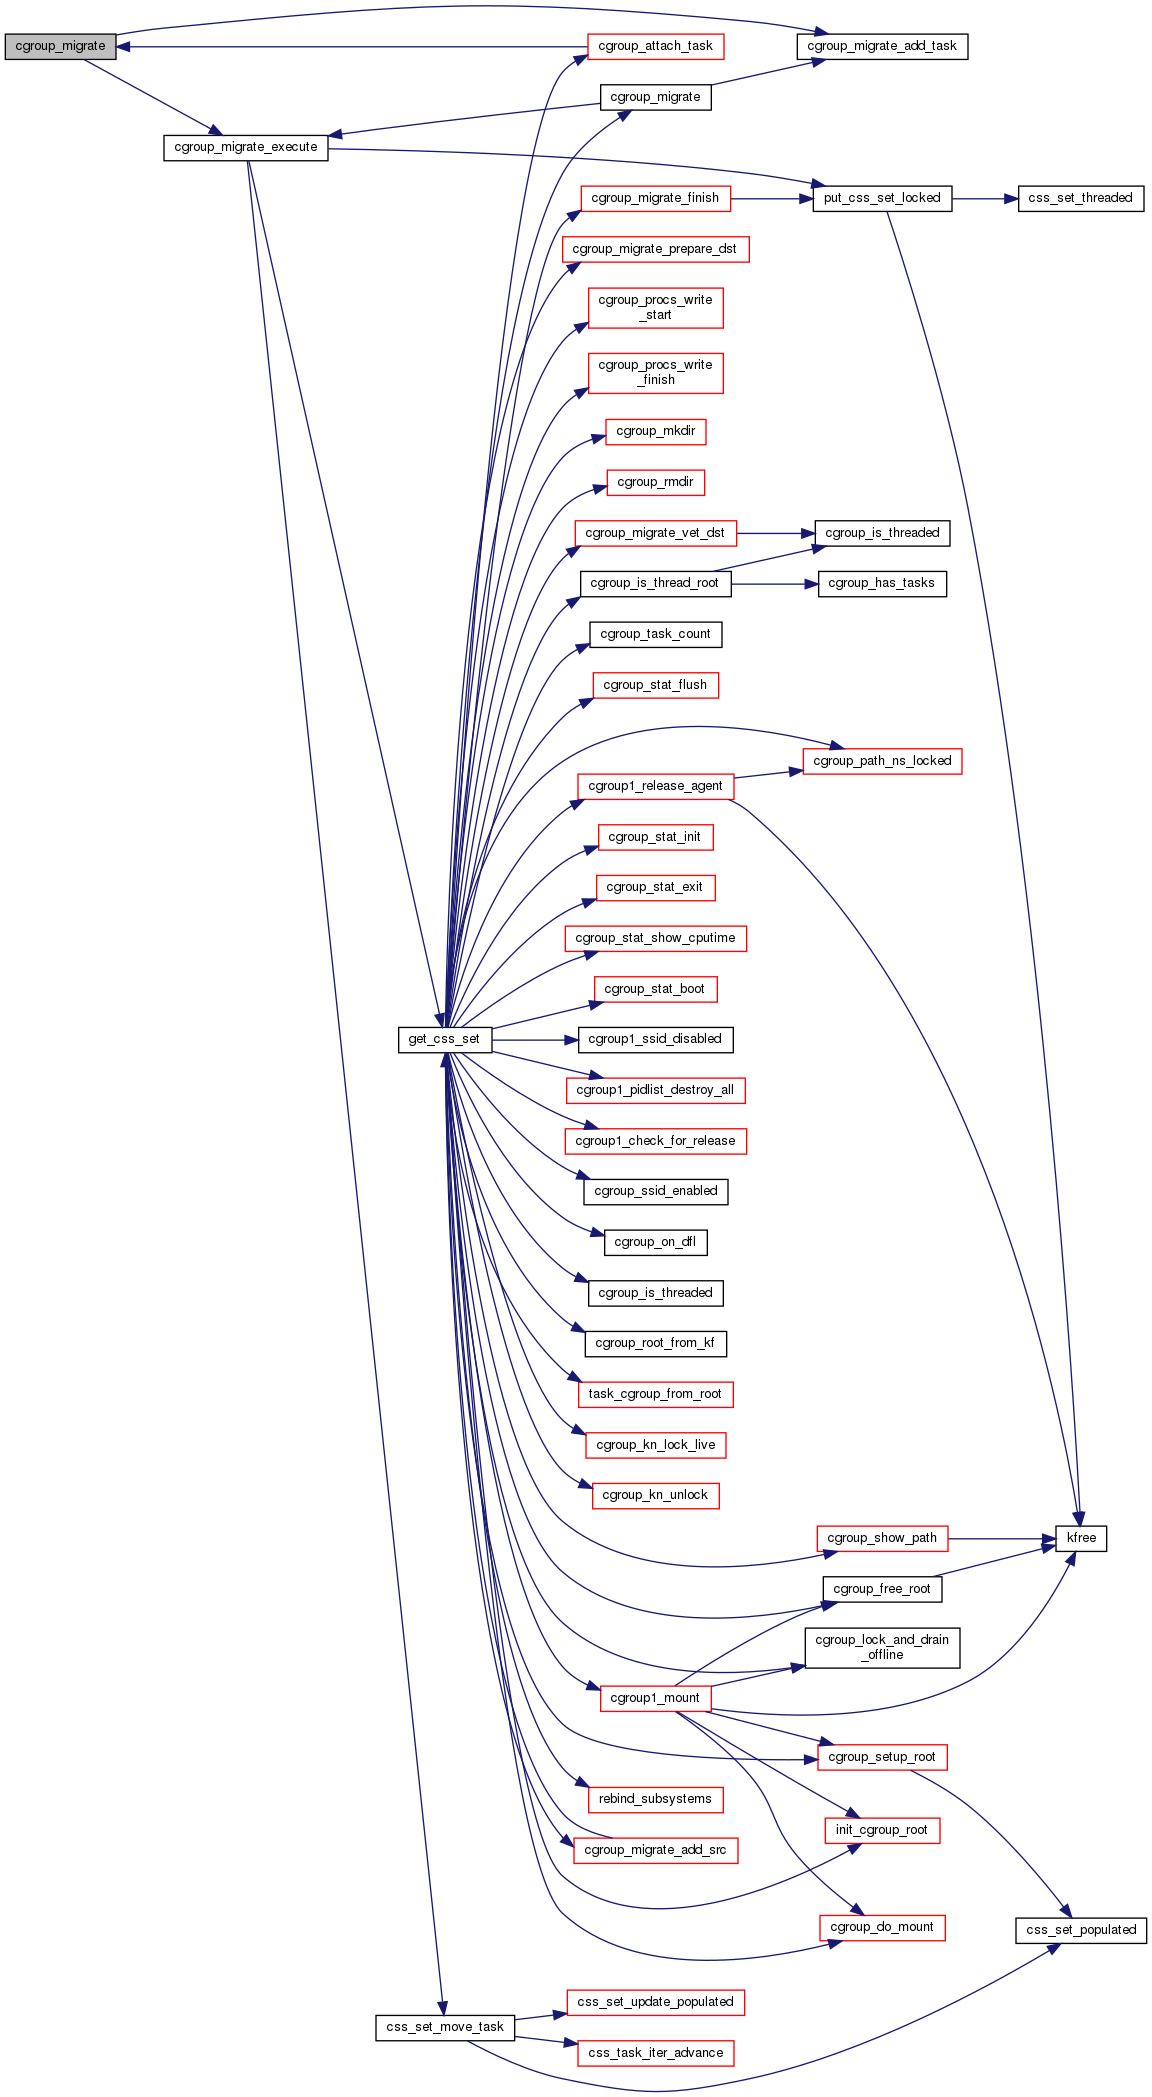 cgroup_migrate
cgroup_attach_task
cgroup_migrate_add_task
cgroup_migrate
cgroup_migrate_execute
cgroup_migrate_finish
put_css_set_locked
css_set_threaded
cgroup_migrate_prepare_dst
cgroup_procs_write
_start
cgroup_procs_write
_finish
cgroup_mkdir
cgroup_rmdir
cgroup_migrate_vet_dst
cgroup_is_threaded
cgroup_is_thread_root
cgroup_has_tasks
cgroup_task_count
cgroup_stat_flush
cgroup_path_ns_locked
cgroup1_release_agent
cgroup_stat_init
cgroup_stat_exit
cgroup_stat_show_cputime
cgroup_stat_boot
get_css_set
cgroup1_ssid_disabled
cgroup1_pidlist_destroy_all
cgroup1_check_for_release
cgroup_ssid_enabled
cgroup_on_dfl
cgroup_is_threaded
cgroup_root_from_kf
task_cgroup_from_root
cgroup_kn_lock_live
cgroup_kn_unlock
cgroup_show_path
kfree
cgroup_free_root
cgroup_lock_and_drain
_offline
cgroup1_mount
cgroup_setup_root
rebind_subsystems
init_cgroup_root
cgroup_migrate_add_src
cgroup_do_mount
css_set_populated
css_set_update_populated
css_set_move_task
css_task_iter_advance